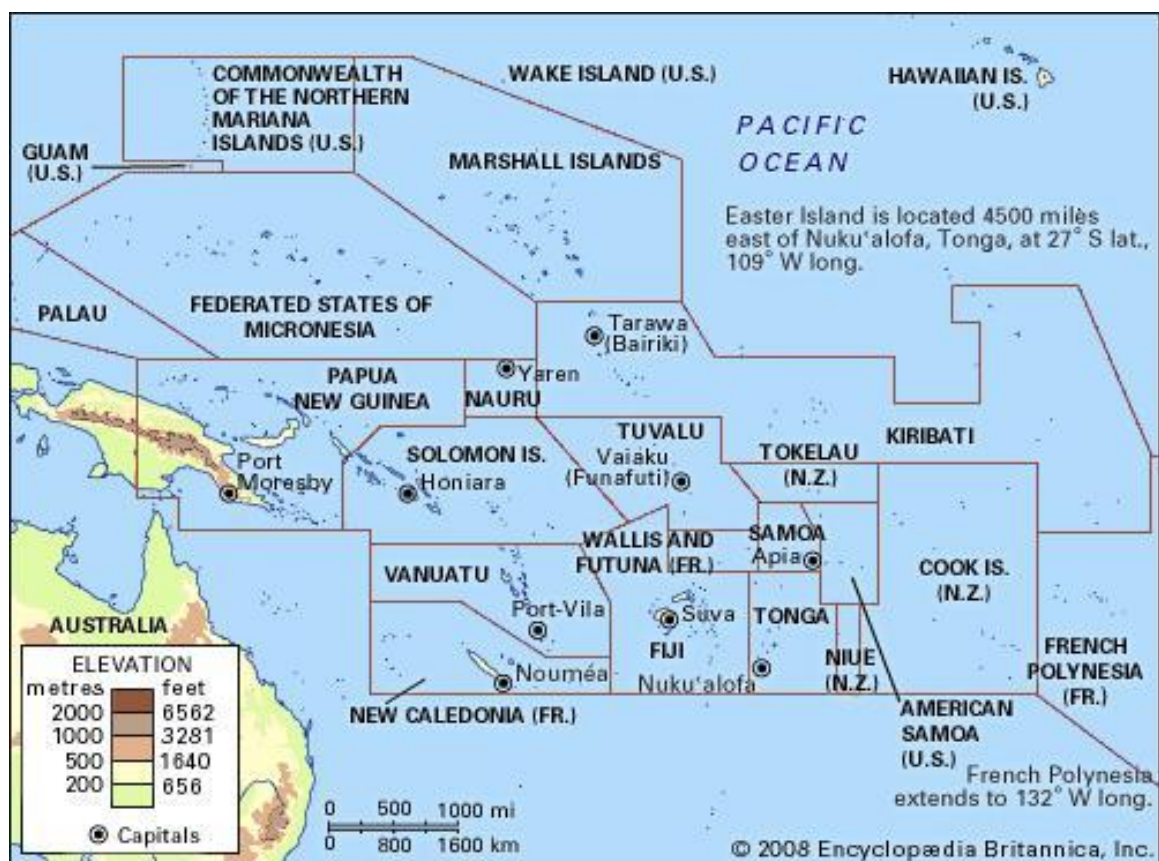 COMMONWEALTH
OF THE NORTHERN
MARIANA
ISLANDS (U.S.)
WAKE ISLAND (U.S.)
HAWAIIAN IS.
(U.S.)
GUAM
(U.S.)
MARSHALL ISLANDS
PACIFIC
OCEAN
Easter Island is located 4500 miles
east of Nukuʻalofa, Tonga, at 27° S lat.,
109° W long.
PALAU
FEDERATED STATES OF
MICRONESIA
Tarawa
(Bairiki)
Yaren
NAURU
PAPUA
NEW GUINEA
Port
Moresby
SOLOMON IS.
Honiara
TUVALU
Vaiaku
(Funafuti)
TOKELAU
(N.Z.)
KIRIBATI
WALLIS AND
FUTUNA (FR.)
SAMOA
Apia
VANUATU
Port-Vila
Suva
FIJI
TONGA
Nukuʻalofa
NIUE
(N.Z.)
COOK IS.
(N.Z.)
FRENCH
POLYNESIA
(FR.)
AUSTRALIA
Nouméa
NEW CALEDONIA (FR.)
AMERICAN
SAMOA
(U.S.)
French Polynesia
extends to 132° W long.
ELEVATION
metres feet
2000 6562
1000 3281
500 1640
200 656
Capitals
0 500 1000 mi
0 800 1600 km
© 2008 Encyclopædia Britannica, Inc.